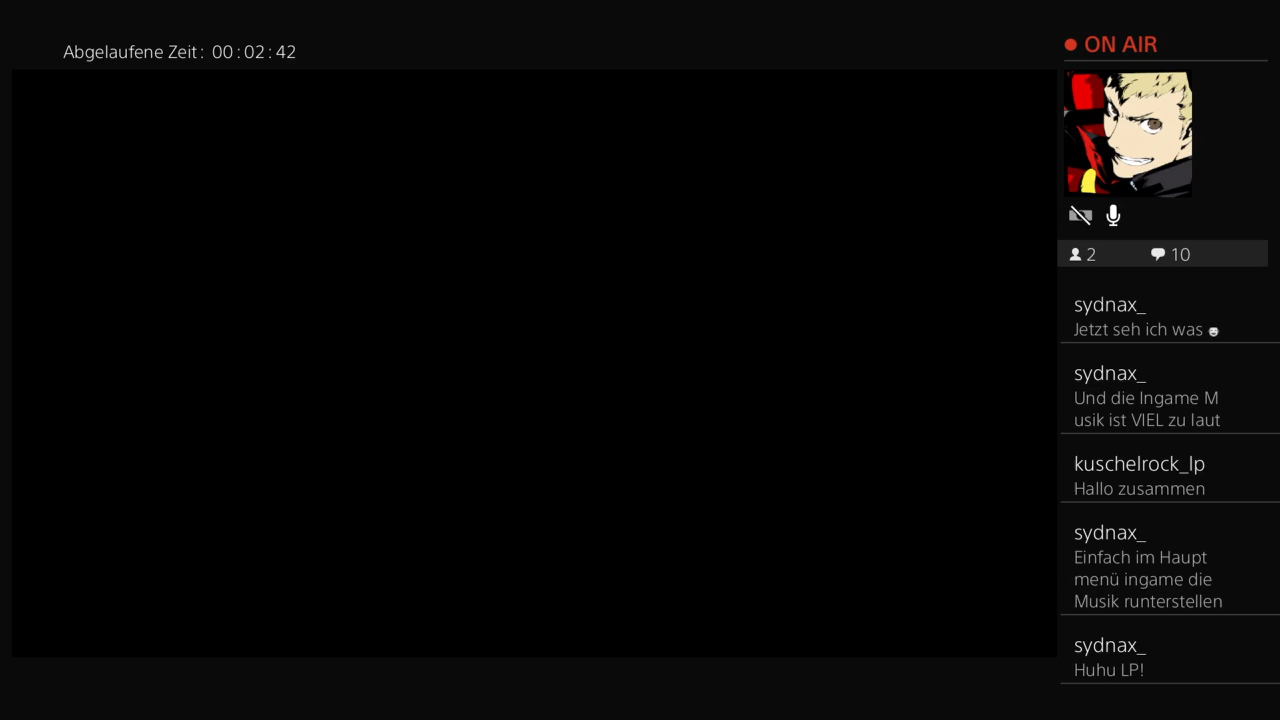 Abgelaufene Zeit: 00:02:42
ON AIR
2
10
sydnax_
Jetzt seh ich was
sydnax_
Und die Ingame M
usik ist VIEL zu laut
kuschelrock_lp
Hallo zusammen
sydnax_
Einfach im Haupt
menü ingame die
Musik runterstellen
sydnax_
Huhu LP!